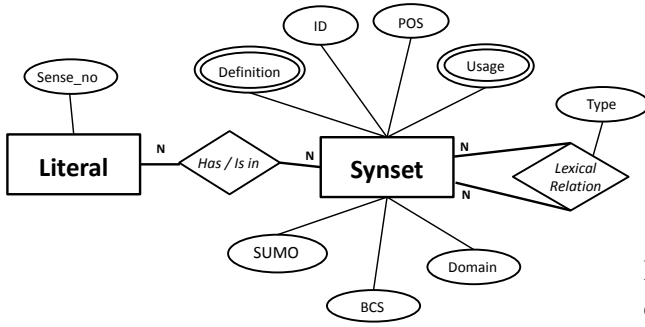 ID
POS
Definition
Usage
Sense_no
Type
Literal
N
Has / Is in
N
Synset
N
N
Lexical
Relation
SUMO
Domain
BCS